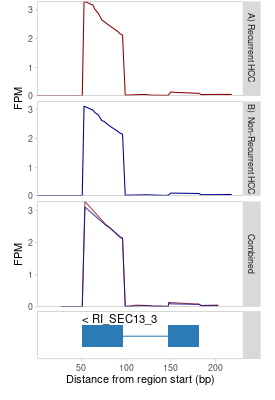 3
2
1
0
A) Recurrent HCC
FPM
3
2
1
0
B) Non-Recurrent HCC
3
2
1
0
FPM
Combined
< RI_SEC13_3
50
100
150
200
Distance from region start (bp)